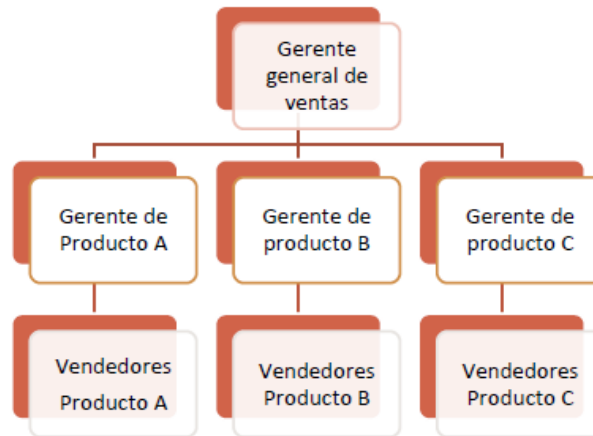 Gerente
general de
ventas
Gerente de
Producto A
Gerente de
producto B
Gerente de
producto C
Vendedores
Producto A
Vendedores
Producto B
Vendedores
Producto C